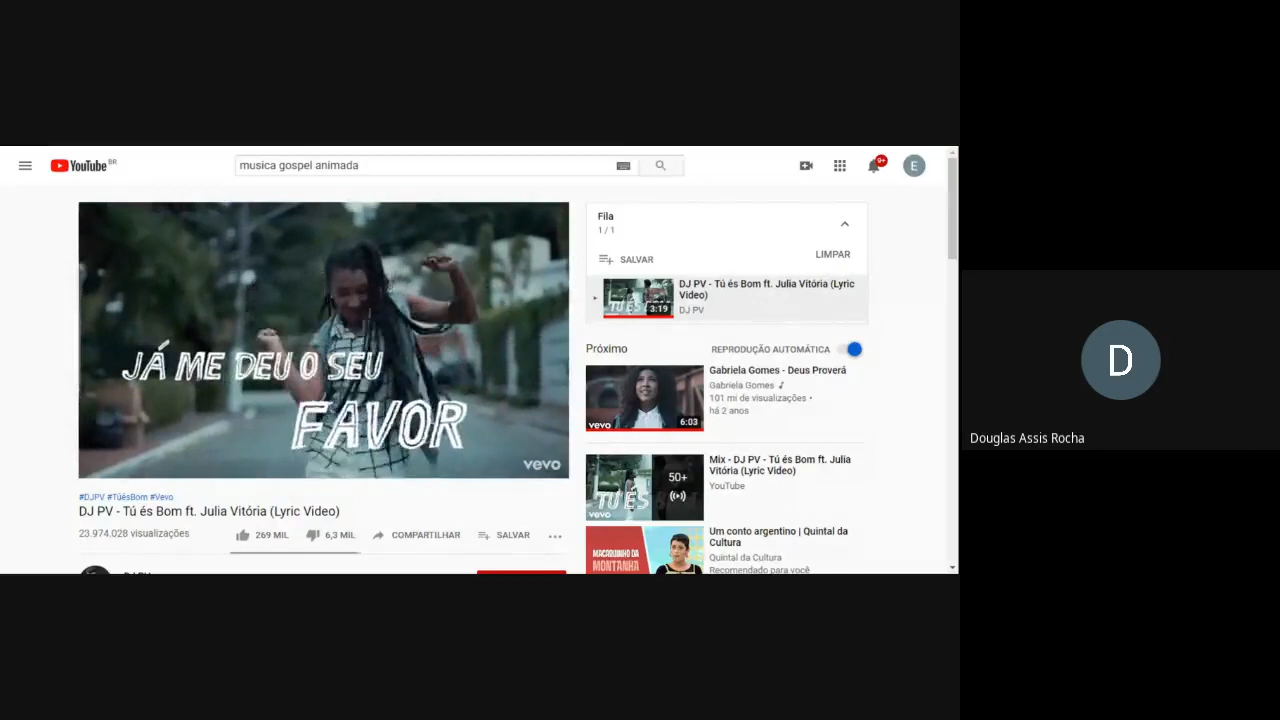 YouTube BR
musica gospel animada
9+
E
JÁ ME DEU O SEU
FAVOR
vevo
#DJPV #TúésBom #Vevo
DJ PV - Tú és Bom ft. Julia Vitória (Lyric Video)
23.974.028 visualizações
269 MIL
6,3 MIL
COMPARTILHAR
SALVAR
Fila
1 / 1
SALVAR
LIMPAR
TÚ ÉS
3:19
DJ PV - Tú és Bom ft. Julia Vitória (Lyric
Video)
DJ PV
Próximo
REPRODUÇÃO AUTOMÁTICA
vevo
6:03
Gabriela Gomes - Deus Proverá
Gabriela Gomes
101 mi de visualizações •
há 2 anos
TÚ ÉS
vevo
50+
Mix - DJ PV - Tú és Bom ft. Julia
Vitória (Lyric Video)
YouTube
MACAQUINHO DA
MONTANHA
Um conto argentino | Quintal da
Cultura
Quintal da Cultura
Recomendado para você
D
Douglas Assis Rocha